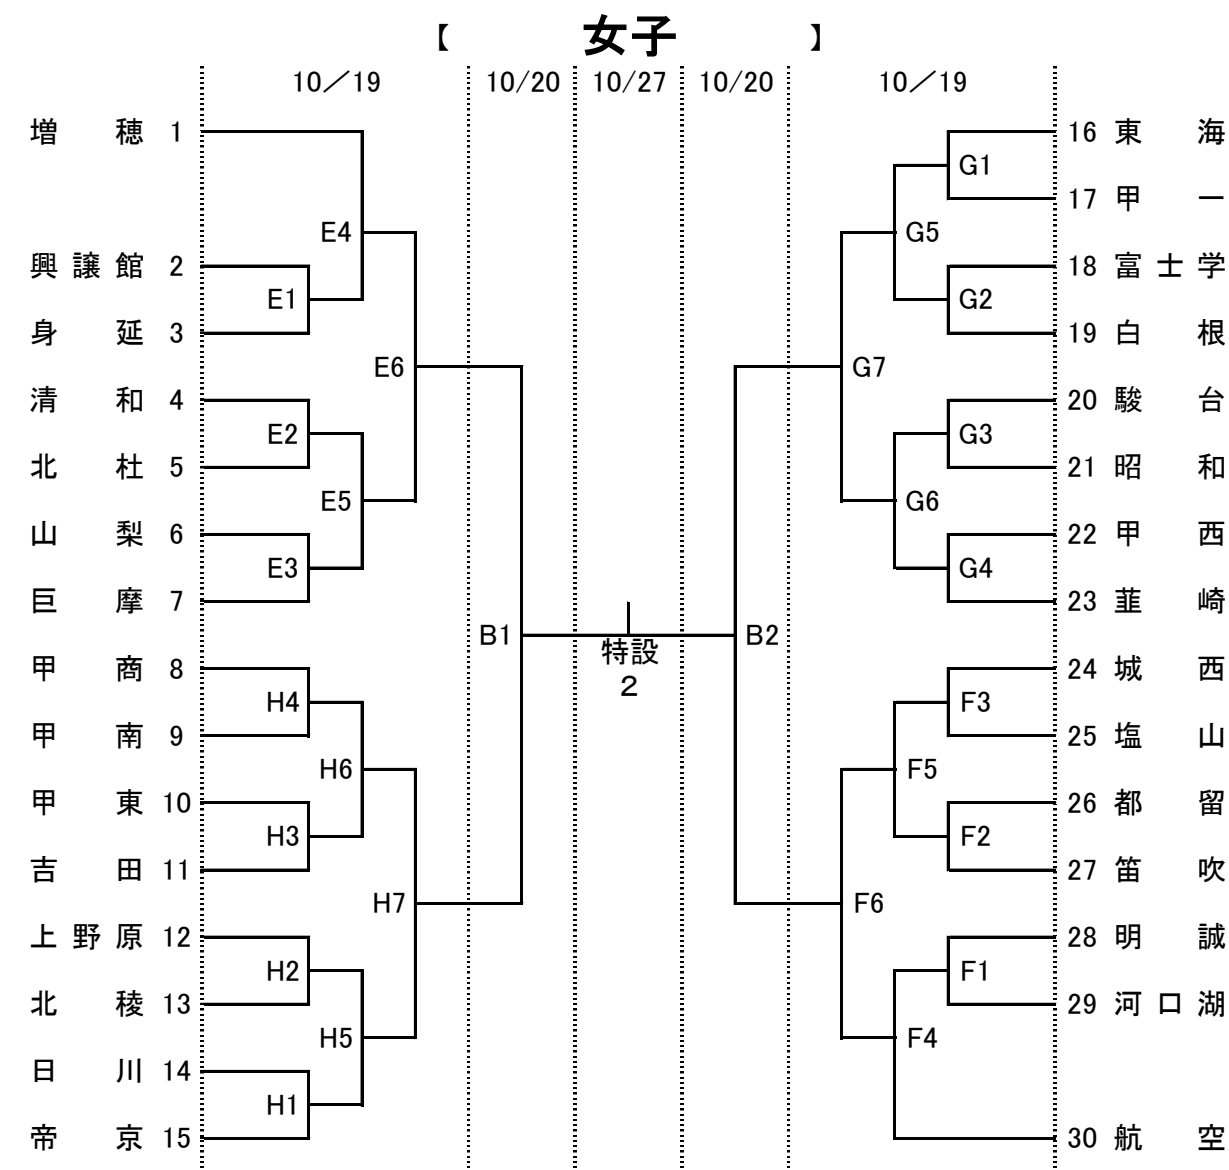 【 女子 】
10／19 10/20 10/27 10/20 10／19
増穂 1 16 東海
G1
17 甲一
E4 G5
興譲館 2 18 富士学
E1 G2
身延 3 19 白根
E6 G7
清和 4 20 駿台
E2 G3
北杜 5 21 昭和
E5 G6
山梨 6 22 甲西
E3 G4
巨摩 7 23 韮崎
B1 特設 B2
甲商 8 24 城西
2
H4 F3
甲南 9 25 塩山
H6 F5
甲東 10 26 都留
H3 F2
吉田 11 27 笛吹
H7 F6
上野原 12 28 明誠
H2 F1
北稜 13 29 河口湖
H5 F4
日川 14
H1
帝京 15 30 航空